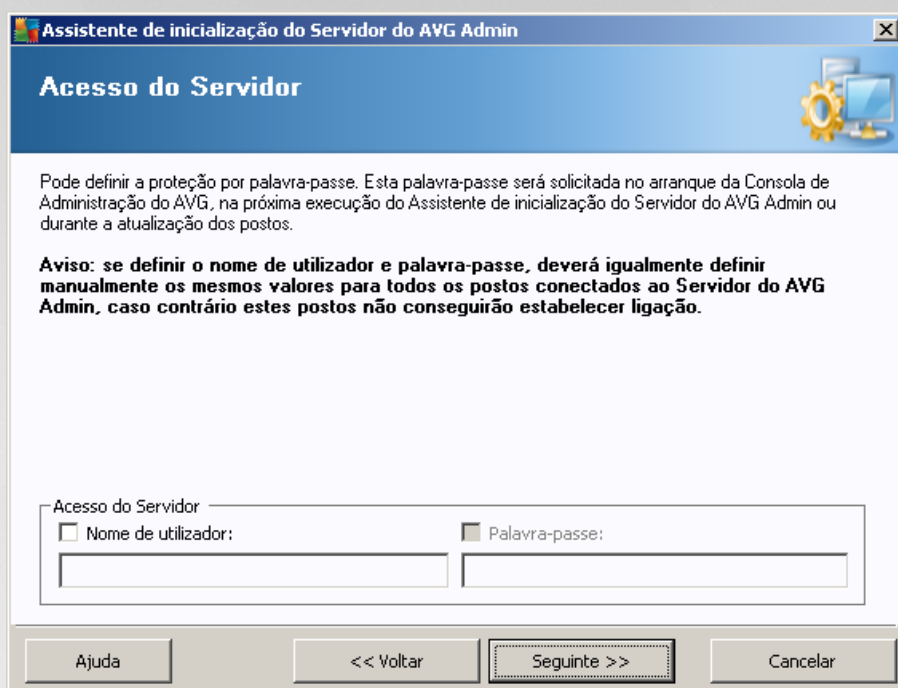 Assistente de inicialização do Servidor do AVG Admin
Acesso do Servidor
Pode definir a proteção por palavra-passe. Esta palavra-passe será solicitada no arranque da Consola de
Administração do AVG, na próxima execução do Assistente de inicialização do Servidor do AVG Admin ou
durante a atualização dos postos.
Aviso: se definir o nome de utilizador e palavra-passe, deverá igualmente definir
manualmente os mesmos valores para todos os postos conectados ao Servidor do AVG
Admin, caso contrário estes postos não conseguirão estabelecer ligação.
Acesso do Servidor
Nome de utilizador: Palavra-passe:
Ajuda << Voltar Seguinte >> Cancelar